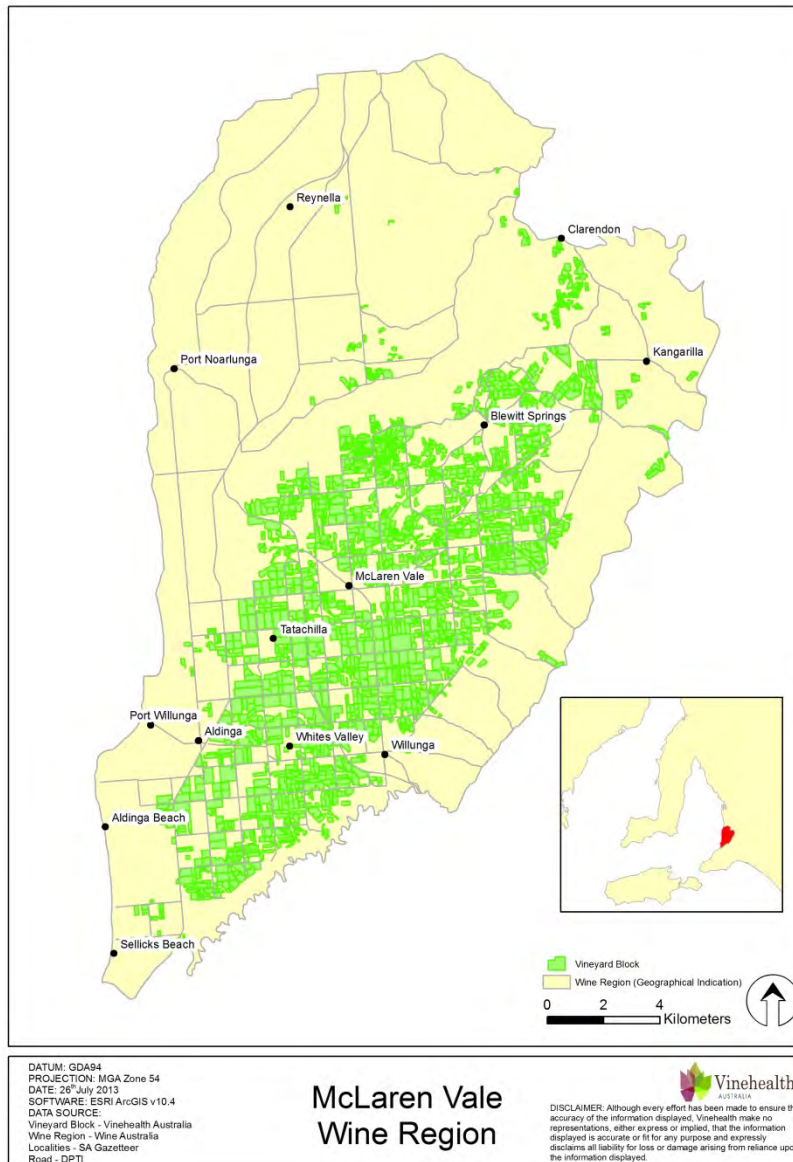 Reynella
Clarendon
Port Noarlunga
Kangarilla
Blewitt Springs
McLaren Vale
Tatachilla
Port Willunga
Aldinga
Whites Valley
Willunga
Aldinga Beach
Sellicks Beach
Vineyard Block
Wine Region (Geographical Indication)
0 2 4
Kilometers
DATUM: GDA94
PROJECTION: MGA Zone 54
DATE: 26th July 2013
SOFTWARE: ESRI ArcGIS v10.4
DATA SOURCE:
Vineyard Block - Vinehealth Australia
Wine Region - Wine Australia
Localities - SA Gazetteer
Road - DPTI
McLaren Vale
Wine Region
Vinehealth
AUSTRALIA
DISCLAIMER: Although every effort has been made to ensure th
accuracy of the information displayed, Vinehealth make no
representations, either express or implied, that the information
displayed is accurate or fit for any purpose and expressly
disclaims all liability for loss or damage arising from reliance upo
the information displayed.